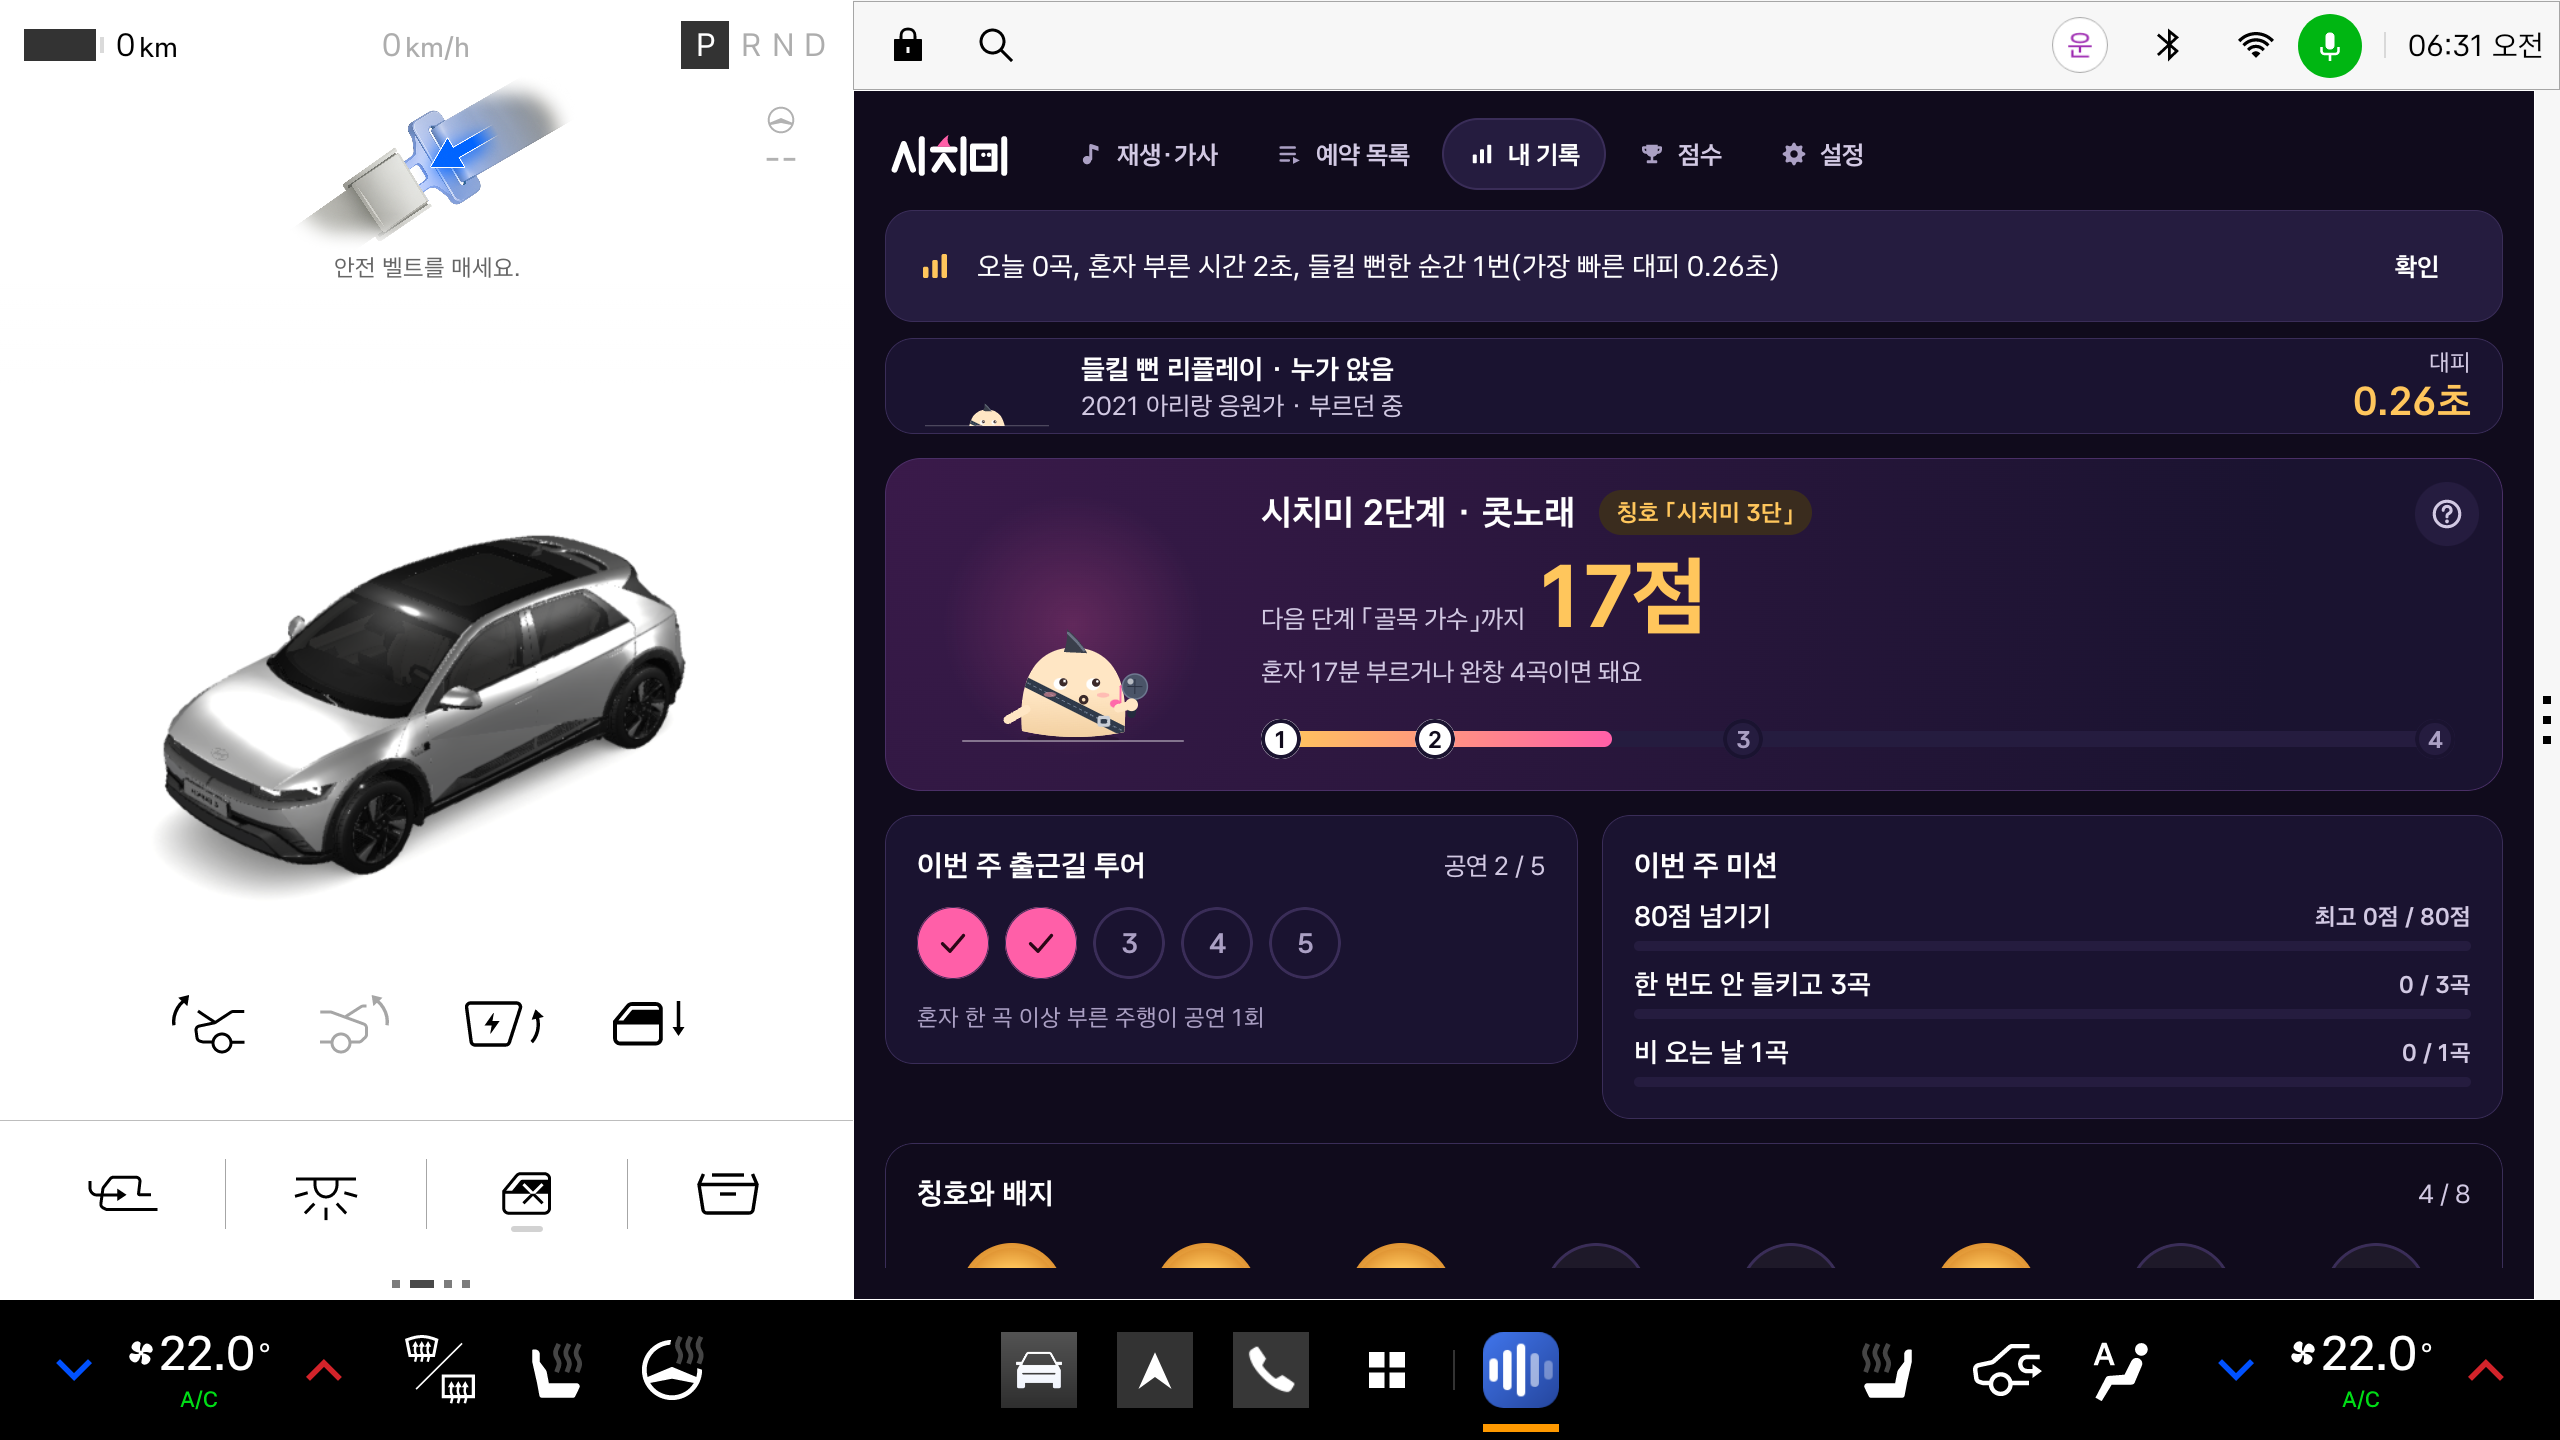 0 km
0 km/h
P R N D
운
06:31 오전
안전 벨트를 매세요.
시치미
재생·가사
예약 목록
내 기록
점수
설정
오늘 0곡, 혼자 부른 시간 2초, 들킬 뻔한 순간 1번(가장 빠른 대피 0.26초)
확인
들킬 뻔 리플레이 · 누가 앉음
2021 아리랑 응원가 · 부르던 중
대피
0.26초
시치미 2단계 · 콧노래
칭호 「시치미 3단」
다음 단계 「골목 가수」까지 17점
혼자 17분 부르거나 완창 4곡이면 돼요
1 2 3 4
이번 주 출근길 투어
공연 2 / 5
3 4 5
혼자 한 곡 이상 부른 주행이 공연 1회
이번 주 미션
80점 넘기기
최고 0점 / 80점
한 번도 안 들키고 3곡
0 / 3곡
비 오는 날 1곡
0 / 1곡
칭호와 배지
4 / 8
22.0°
A/C
A
22.0°
A/C